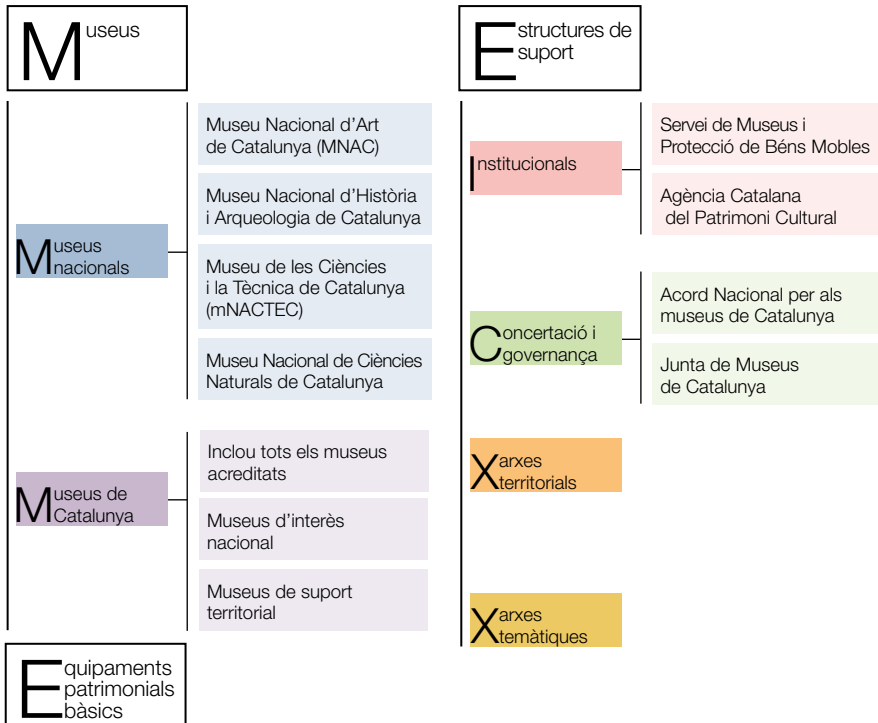 Museus
Museus
nacionals
Museu Nacional d’Art
de Catalunya (MNAC)
Museu Nacional d’Història
i Arqueologia de Catalunya
Museu de les Ciències
i la Tècnica de Catalunya
(mNACTEC)
Museu Nacional de Ciències
Naturals de Catalunya
Museus de
Catalunya
Inclou tots els museus
acreditats
Museus d’interès
nacional
Museus de suport
territorial
Equipaments
patrimonials
bàsics
Estructures de
suport
Institucionals
Servei de Museus i
Protecció de Béns Mobles
Agència Catalana
del Patrimoni Cultural
Concertació i
governança
Acord Nacional per als
museus de Catalunya
Junta de Museus
de Catalunya
Xarxes
territorials
Xarxes
temàtiques